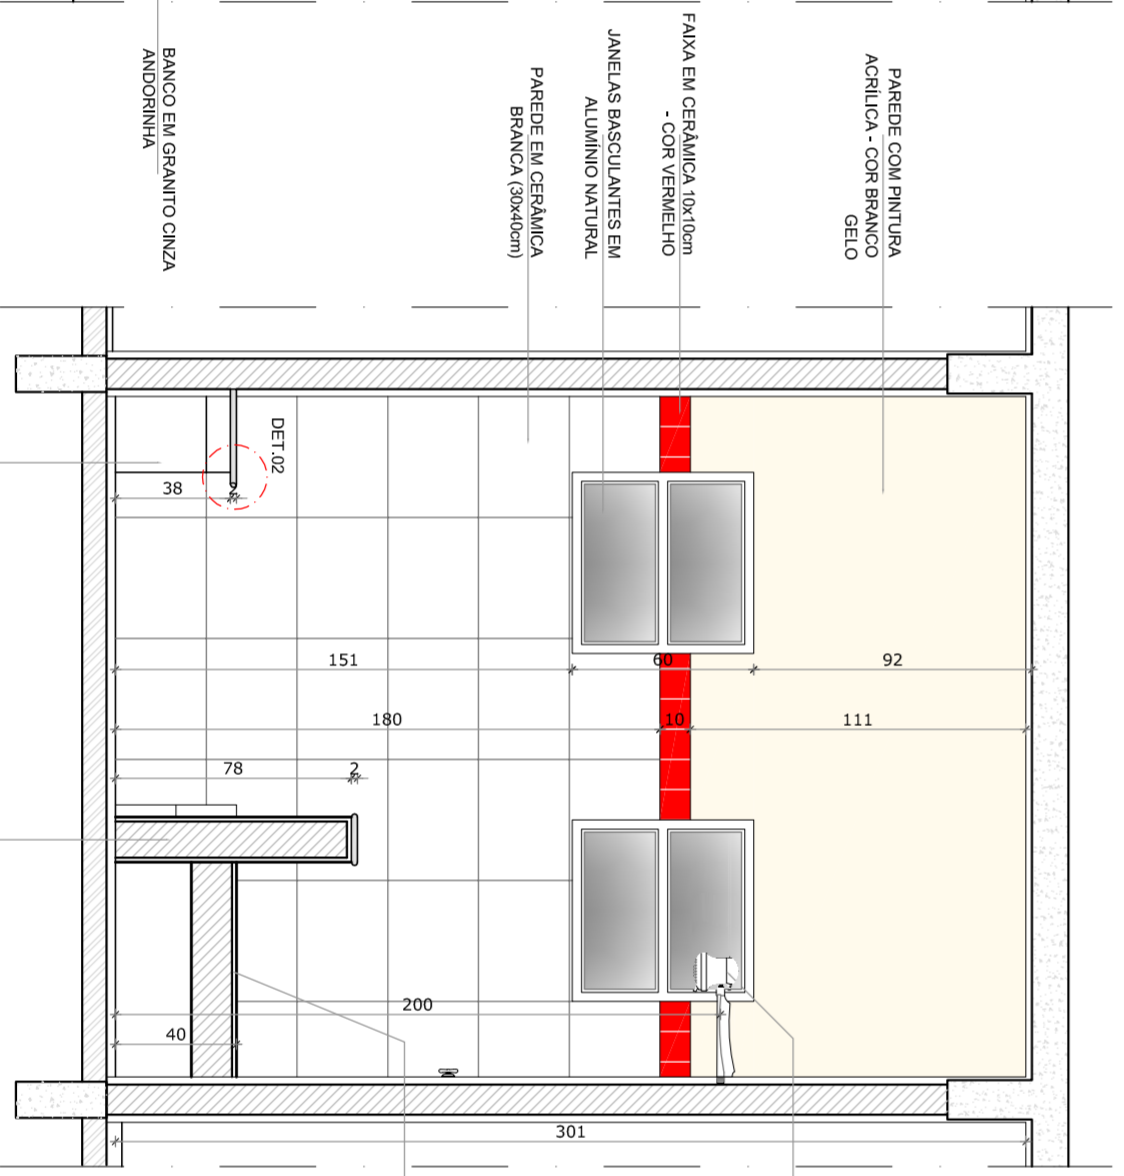 PAREDE COM PINTURA
ACRÍLICA - COR BRANCO
GELO
FAIXA EM CERÂMICA 10x10cm
- COR VERMELHO
JANELAS BASCULANTES EM
ALUMÍNIO NATURAL
PAREDE EM CERÂMICA
BRANCA (30x40cm)
BANCO EM GRANITO CINZA
ANDORINHA
DET.02
38
2
151
60
92
180
10
111
78
2
200
40
301